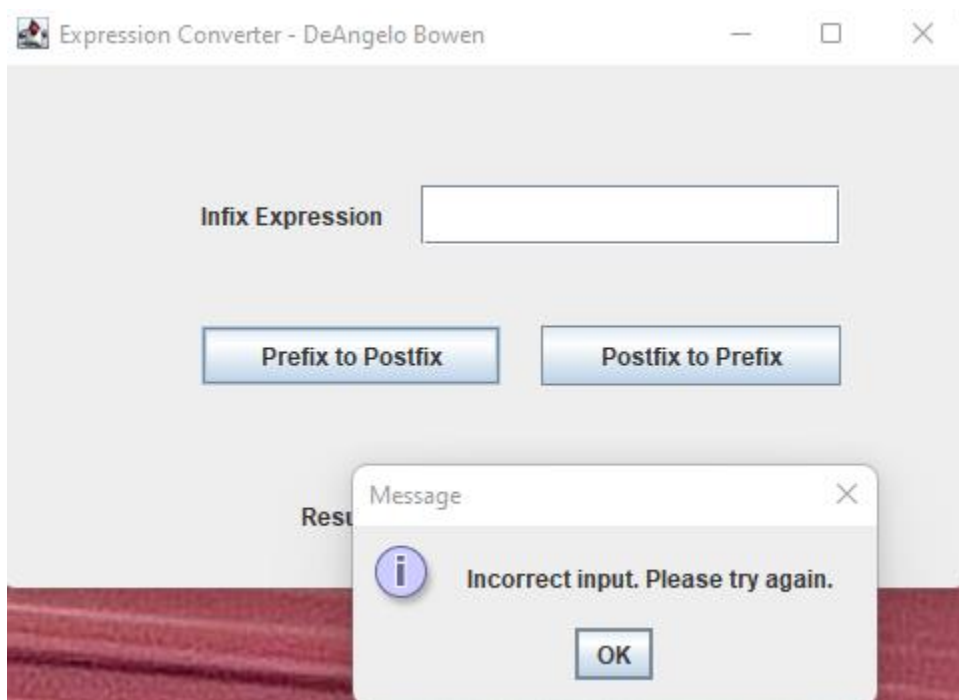 Expression Converter - DeAngelo Bowen
Infix Expression
Prefix to Postfix
Postfix to Prefix
Message
Incorrect input. Please try again.
OK